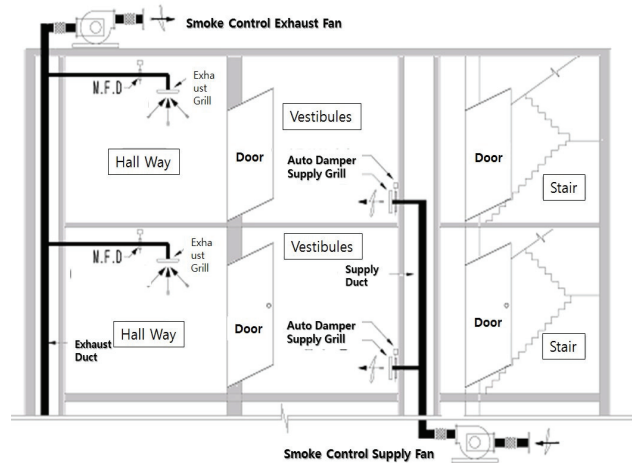 Smoke Control Exhaust Fan
M.F.D
Exha
ust
Grill
Vestibules
Hall Way
Door
Auto Damper
Supply Grill
Door
Stair
M.F.D
Exha
ust
Grill
Vestibules
Supply
Duct
Exhaust
Duct
Hall Way
Door
Auto Damper
Supply Grill
Door
Stair
Smoke Control Supply Fan